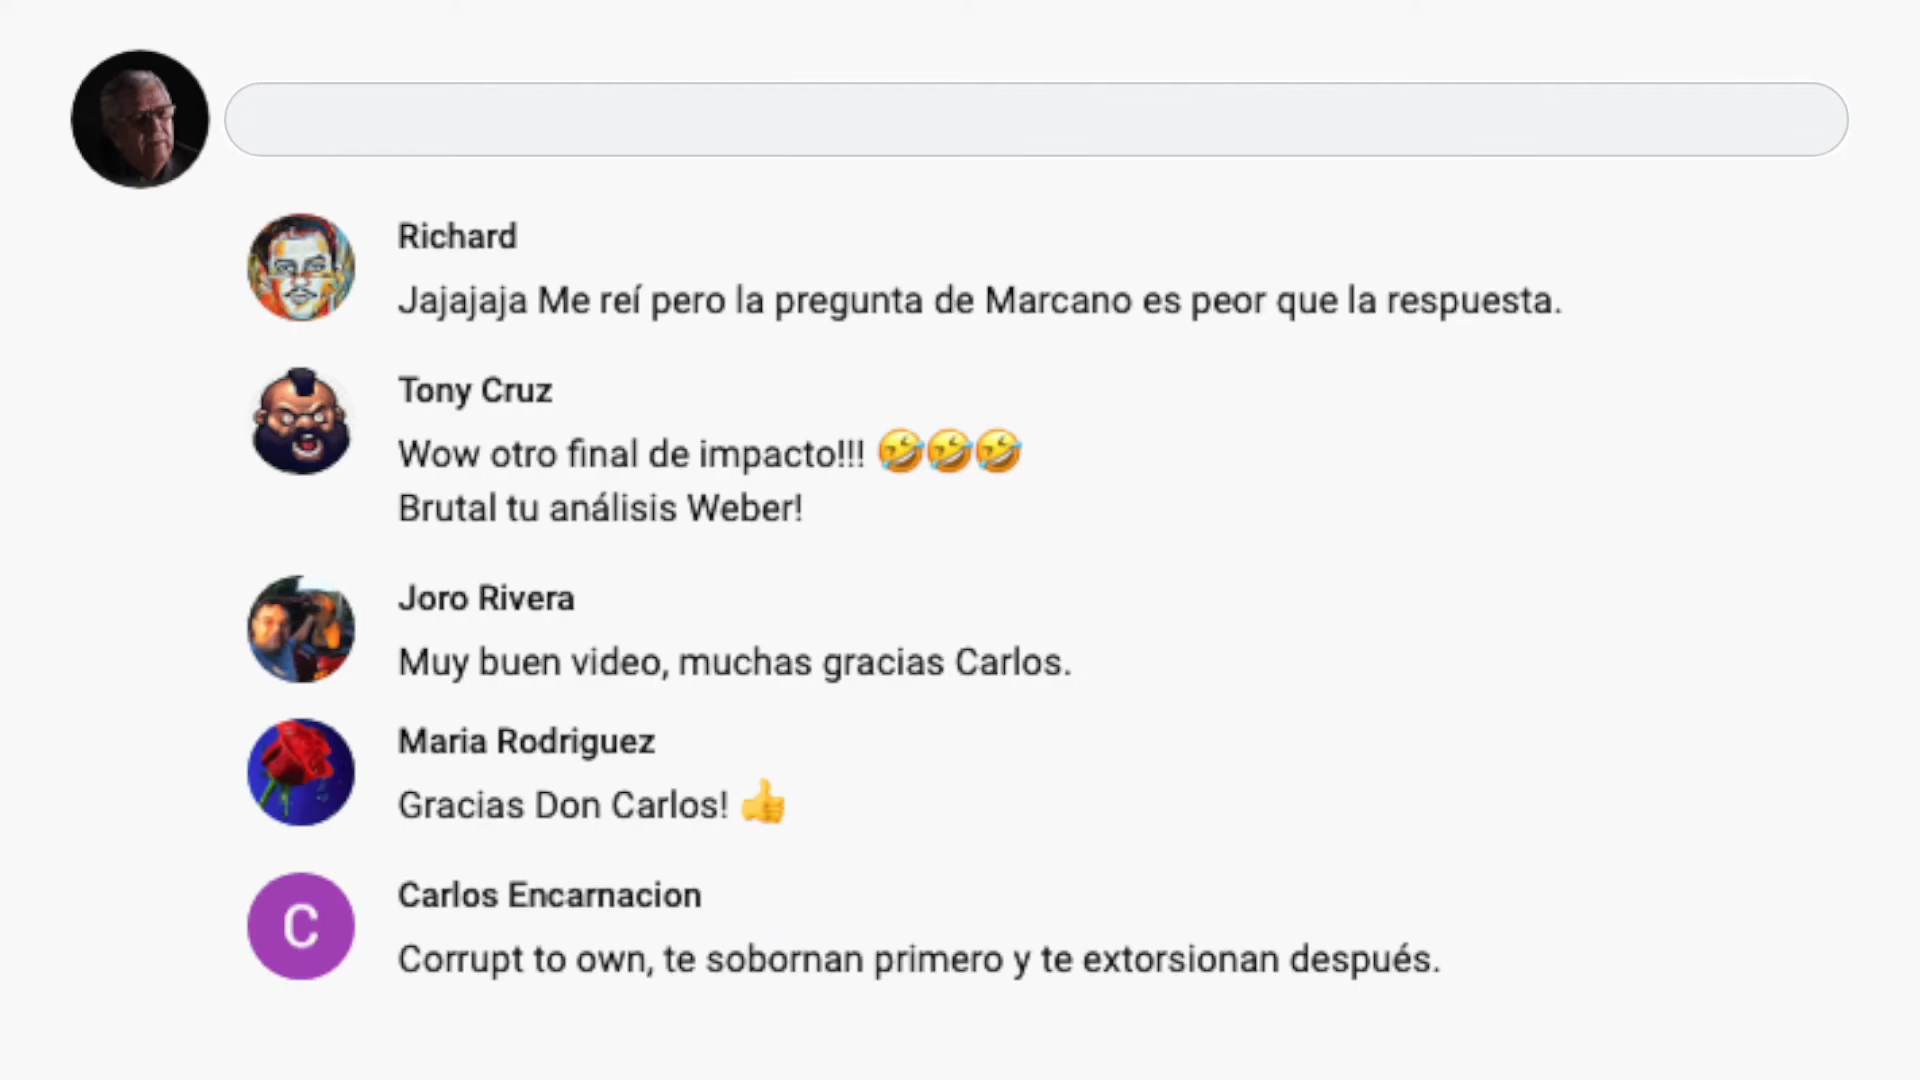 Richard
Jajajaja Me reí pero la pregunta de Marcano es peor que la respuesta.
Tony Cruz
Wow otro final de impacto!!! 🤣🤣🤣
Brutal tu análisis Weber!
Joro Rivera
Muy buen video, muchas gracias Carlos.
Maria Rodriguez
Gracias Don Carlos! 👍
C
Carlos Encarnacion
Corrupt to own, te sobornan primero y te extorsionan después.